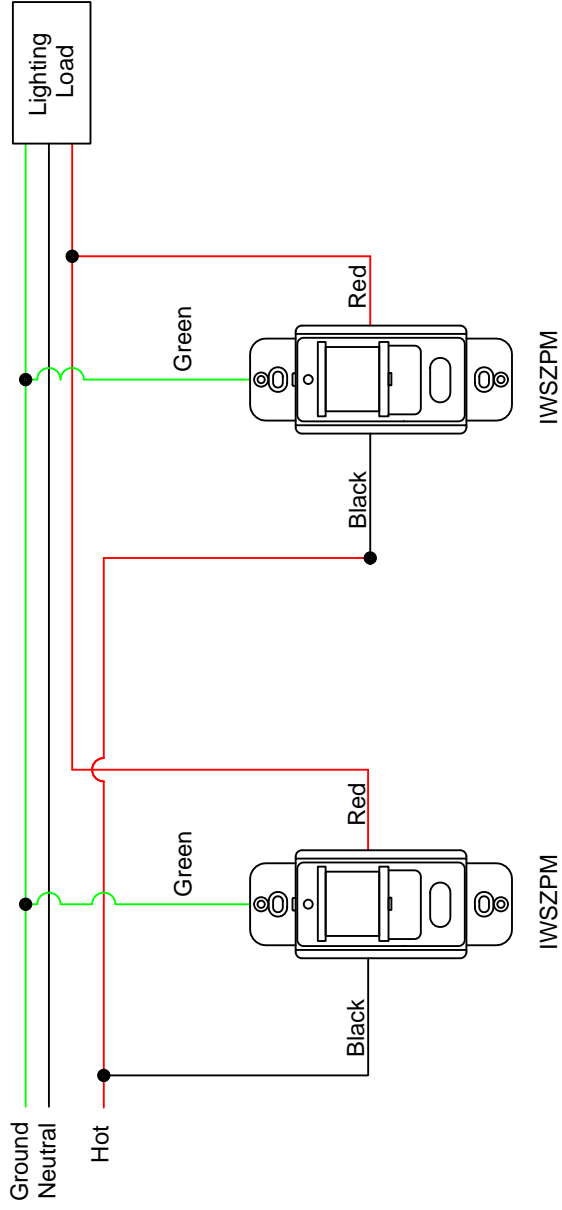 Lighting
Load
Red
Green
Black
IWSZPM
Red
Green
Black
IWSZPM
Ground
Neutral
Hot